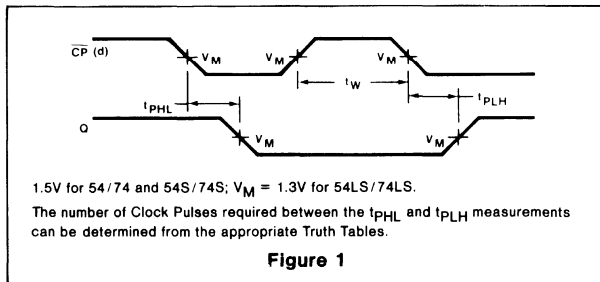 CP (d)
VM
VM
VM
tW
tPHL
tPLH
Q
VM
VM
1.5V for 54/74 and 54S/74S; VM = 1.3V for 54LS/74LS.
The number of Clock Pulses required between the tPHL and tPLH measurements
can be determined from the appropriate Truth Tables.
Figure 1